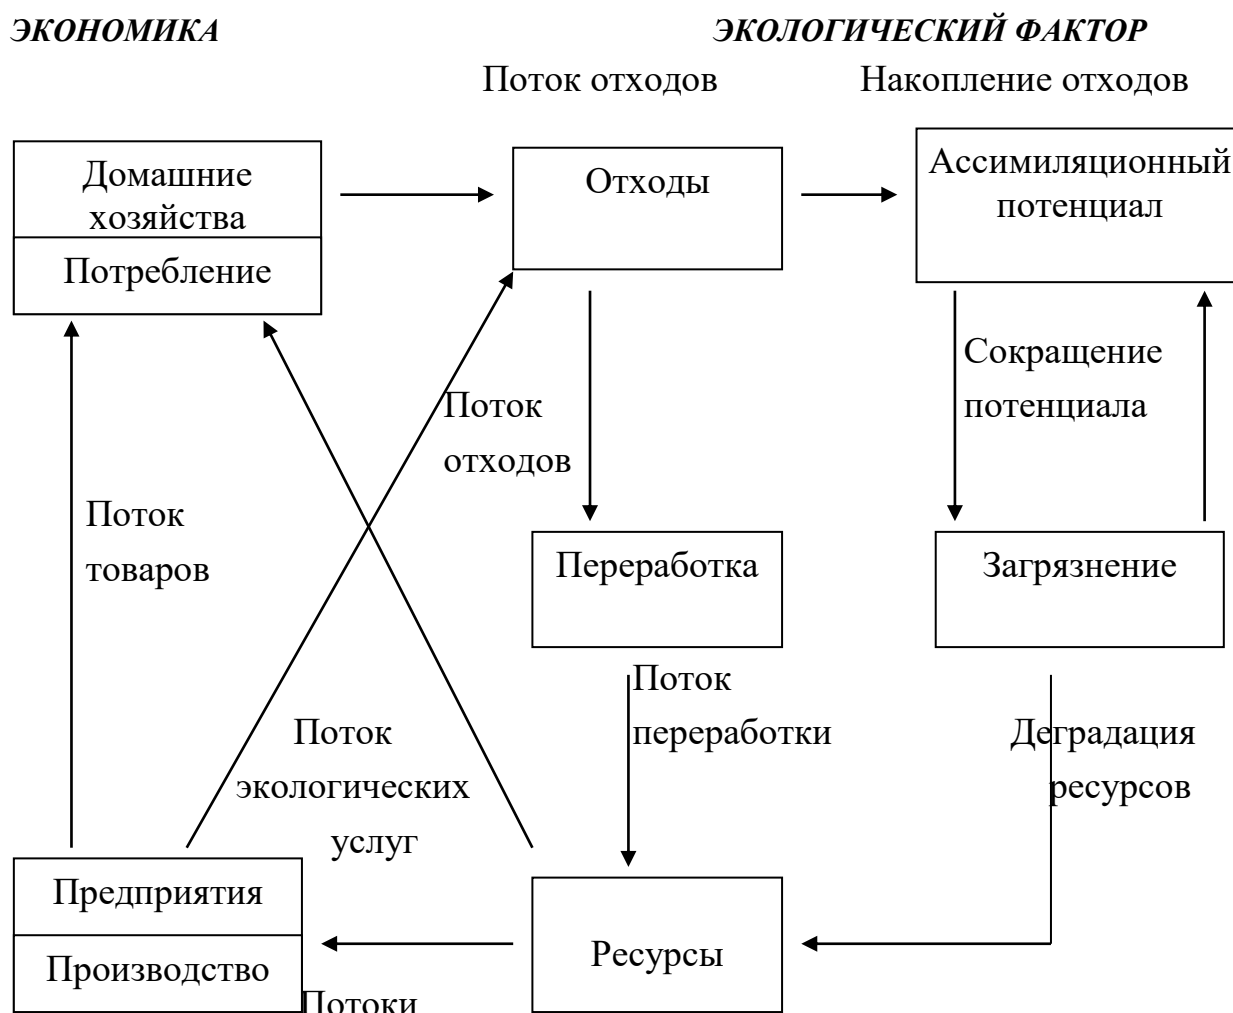 ЭКОНОМИКА
ЭКОЛОГИЧЕСКИЙ ФАКТОР
Поток отходов
Накопление отходов
Домашние
хозяйства
Потребление
Отходы
Ассимиляционный
потенциал
Сокращение
потенциала
Поток
отходов
Поток
товаров
Переработка
Загрязнение
Поток
переработки
Поток
экологических
услуг
Деградация
ресурсов
Предприятия
Производство
Ресурсы
Потоки